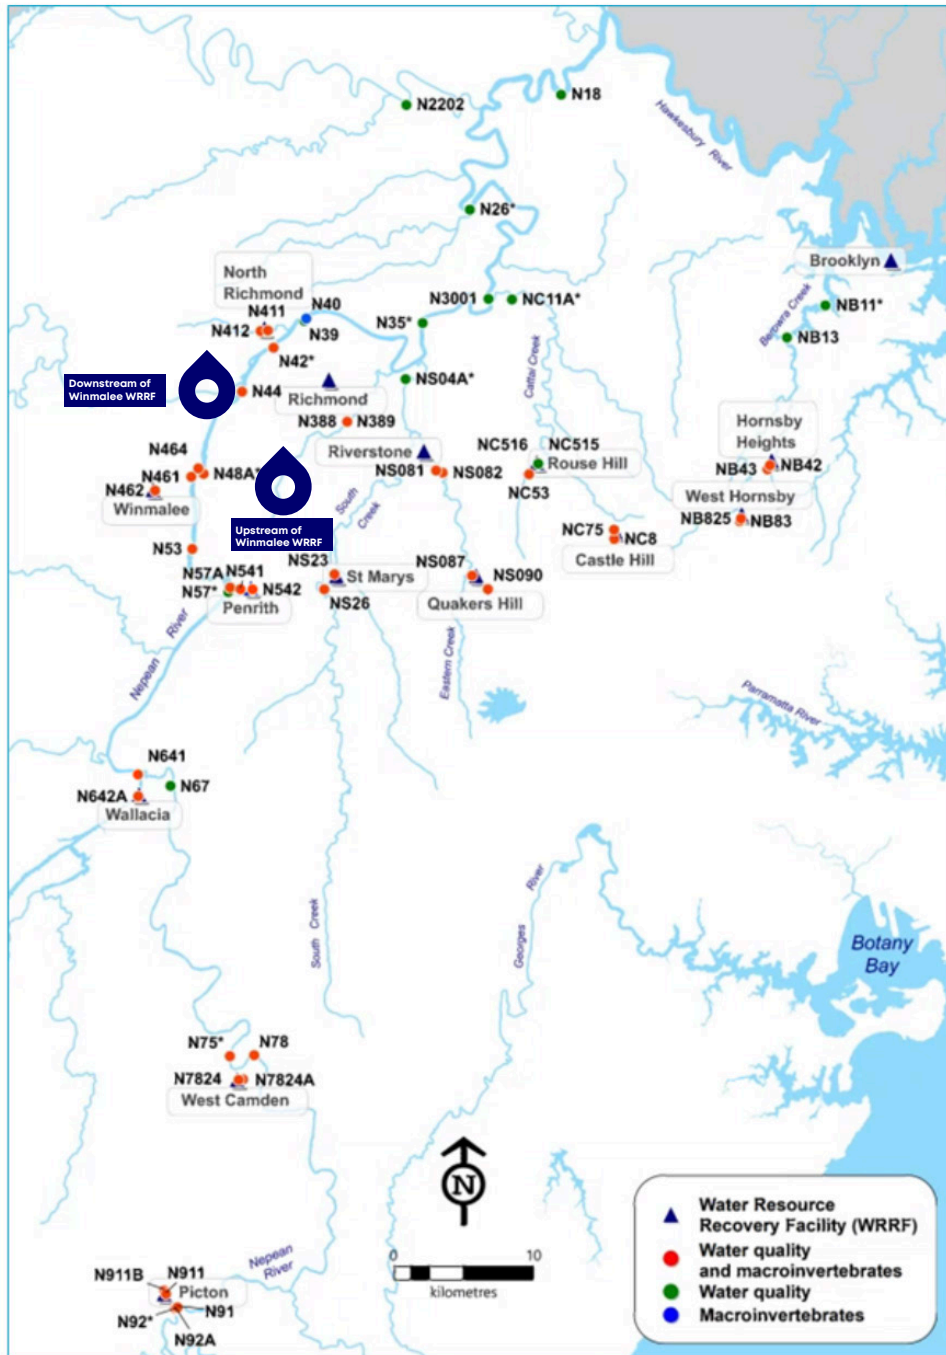 N18
N2202
Hawkesbury River
N26*
Brooklyn
North
Richmond
N40
N3001
NC11A*
Berowra Creek
NB11*
N411
N412
N39
N35*
NB13
N42*
Cattai Creek
Downstream of
Winmalee WRRF
N44
Richmond
NS04A*
N388
N389
Hornsby
Heights
NC516
NC515
Riverstone
Rouse Hill
N464
N461
N48A*
NS081
NS082
NB43
NB42
N462
Winmalee
NC53
West Hornsby
South
Creek
NB825
NB83
Upstream of
Winmalee WRRF
NC75
NC8
Castle Hill
N53
NS23
NS087
N57A
N541
St Marys
NS090
N57*
N542
NS26
Penrith
Quakers Hill
Nepean River
Eastern Creek
Parramatta River
N641
N67
N642A
Wallacia
Georges River
South Creek
Botany
Bay
N75*
N78
N7824
N7824A
West Camden
N
Nepean
River
0
10
kilometres
N911B
N911
Picton
N91
N92*
N92A
Water Resource
Recovery Facility (WRRF)
Water quality
and macroinvertebrates
Water quality
Macroinvertebrates